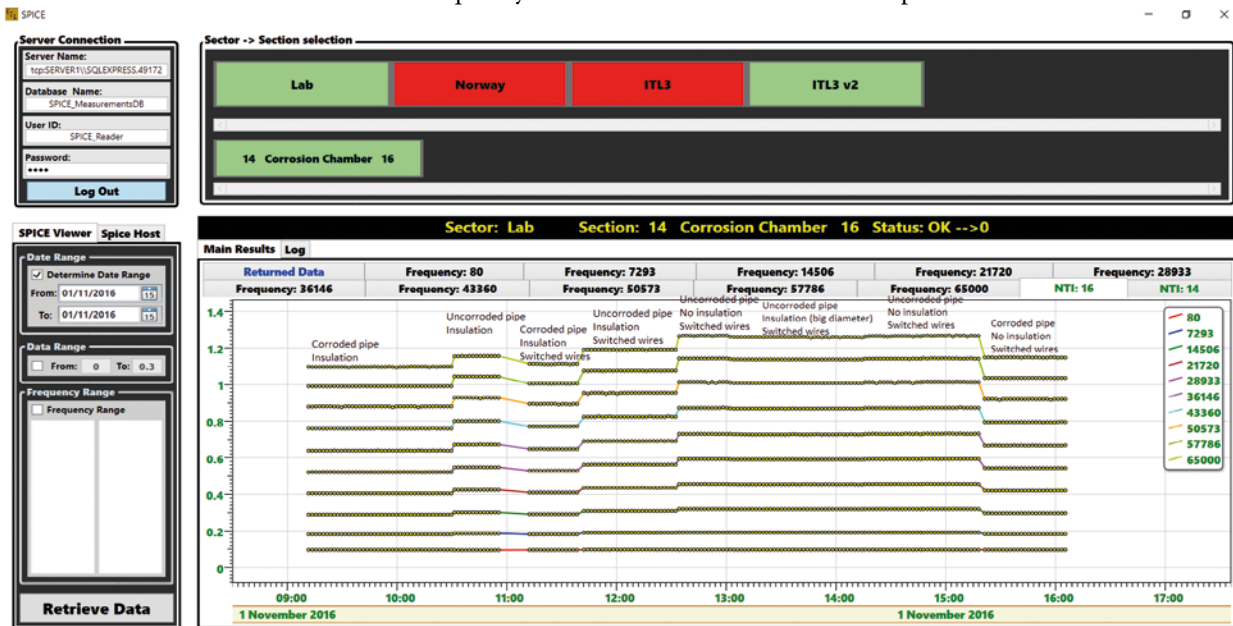 SPICE
Server Connection
Server Name:
tcp:SERVER1\\SQLEXPRESS.49172
Database Name:
SPICE_MeasurementsDB
User ID:
SPICE_Reader
Password:
••••
Log Out
Sector -> Section selection
Lab
Norway
ITL3
ITL3 v2
14 Corrosion Chamber 16
SPICE Viewer
Spice Host
Date Range
Determine Date Range
From: 01/11/2016 15
To: 01/11/2016 15
Data Range
From: 0 To: 0.3
Frequency Range
Frequency Range
Retrieve Data
Sector: Lab Section: 14 Corrosion Chamber 16 Status: OK -->0
Main Results
Log
Returned Data
Frequency: 80
Frequency: 7293
Frequency: 14506
Frequency: 21720
Frequency: 28933
Frequency: 36146
Frequency: 43360
Frequency: 50573
Frequency: 57786
Frequency: 65000
NTI: 16
NTI: 14
1.4
1.2
1
0.8
0.6
0.4
0.2
0
Corroded pipe
Insulation
Uncorroded pipe
Insulation
Corroded pipe
Insulation
Switched wires
Uncorroded pipe
Insulation
Switched wires
Uncorroded pipe
No insulation
Switched wires
Uncorroded pipe
Insulation (big diameter)
Switched wires
Uncorroded pipe
No insulation
Switched wires
Corroded pipe
No insulation
Switched wires
80
7293
14506
21720
28933
36146
43360
50573
57786
65000
09:00
10:00
11:00
12:00
13:00
14:00
15:00
16:00
17:00
1 November 2016
1 November 2016